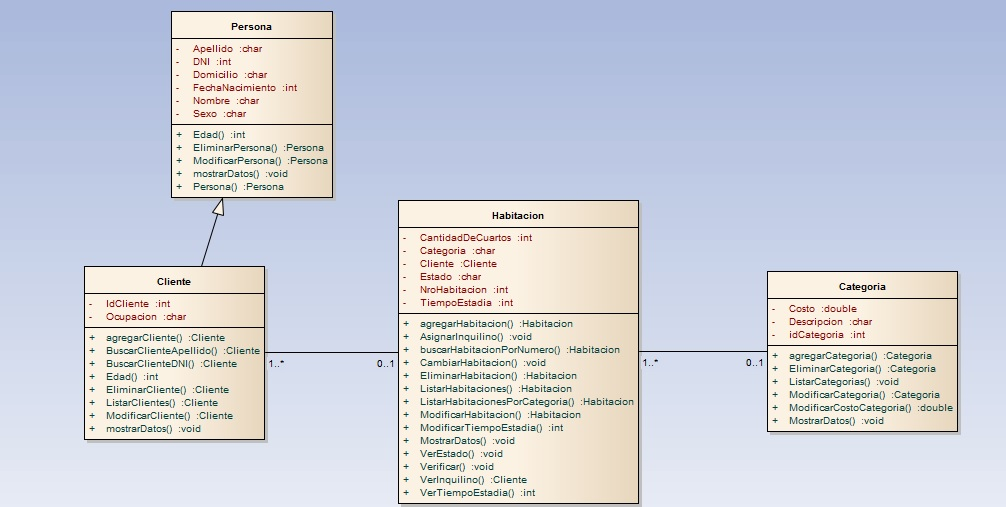 Persona
- Apellido :char
- DNI :int
- Domicilio :char
- FechaNacimiento :int
- Nombre :char
- Sexo :char
+ Edad() :int
+ EliminarPersona() :Persona
+ ModificarPersona() :Persona
+ mostrarDatos() :void
+ Persona() :Persona
Cliente
- IdCliente :int
- Ocupacion :char
+ agregarCliente() :Cliente
+ BuscarClienteApellido() :Cliente
+ BuscarClienteDNI() :Cliente
+ Edad() :int
+ EliminarCliente() :Cliente
+ ListarClientes() :Cliente
+ ModificarCliente() :Cliente
+ mostrarDatos() :void
1..*
0..1
Habitacion
- CantidadDeCuartos :int
- Categoria :char
- Cliente :Cliente
- Estado :char
- NroHabitacion :int
- TiempoEstadia :int
+ agregarHabitacion() :Habitacion
+ AsignarInquilino() :void
+ buscarHabitacionPorNumero() :Habitacion
+ CambiarHabitacion() :void
+ EliminarHabitacion() :Habitacion
+ ListarHabitaciones() :Habitacion
+ ListarHabitacionesPorCategoria() :Habitacion
+ ModificarHabitacion() :Habitacion
+ ModificarTiempoEstadia() :int
+ MostrarDatos() :void
+ VerEstado() :void
+ Verificar() :void
+ VerInquilino() :Cliente
+ VerTiempoEstadia() :int
1..*
0..1
Categoria
- Costo :double
- Descripcion :char
- idCategoria :int
+ agregarCategoria() :Categoria
+ EliminarCategoria() :Categoria
+ ListarCategorias() :void
+ ModificarCategoria() :Categoria
+ ModificarCostoCategoria() :double
+ MostrarDatos() :void